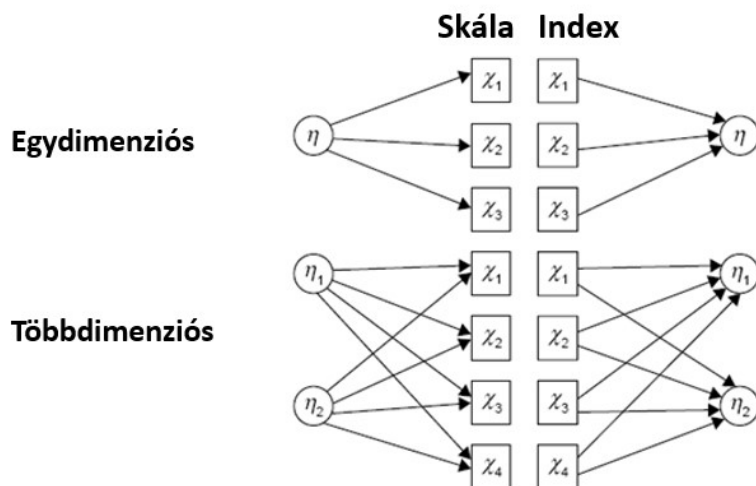 Skála Index
χ1 χ1
Egydimenziós η χ2 χ2 η
χ3 χ3
η1 χ1 χ1 η1
Többdimenziós χ2 χ2
η2 χ3 χ3 η2
χ4 χ4